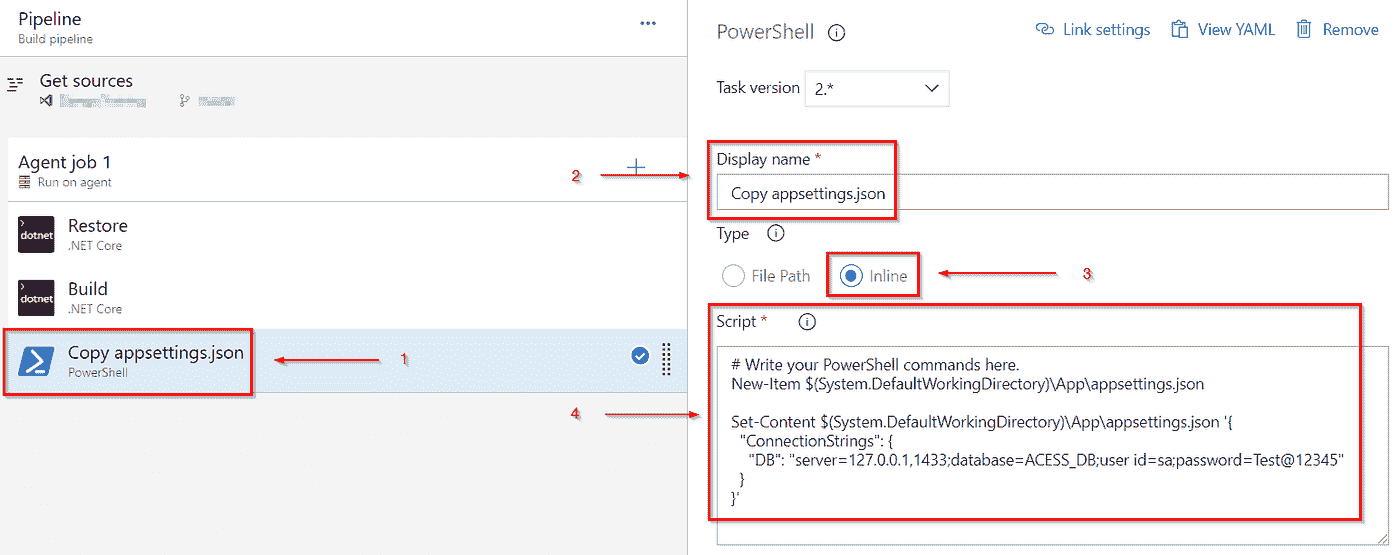 Pipeline
Build pipeline
Get sources
Agent job 1
Run on agent
dotnet
Restore
.NET Core
dotnet
Build
.NET Core
Copy appsettings.json
PowerShell
1
PowerShell
Link settings
View YAML
Remove
Task version
2.*
2
Display name *
Copy appsettings.json
Type
File Path
Inline
3
Script *
4
# Write your PowerShell commands here.
New-Item $(System.DefaultWorkingDirectory)\App\appsettings.json
Set-Content $(System.DefaultWorkingDirectory)\App\appsettings.json '{
"ConnectionStrings": {
"DB": "server=127.0.0.1,1433;database=ACESS_DB;user id=sa;password=Test@12345"
}
}'